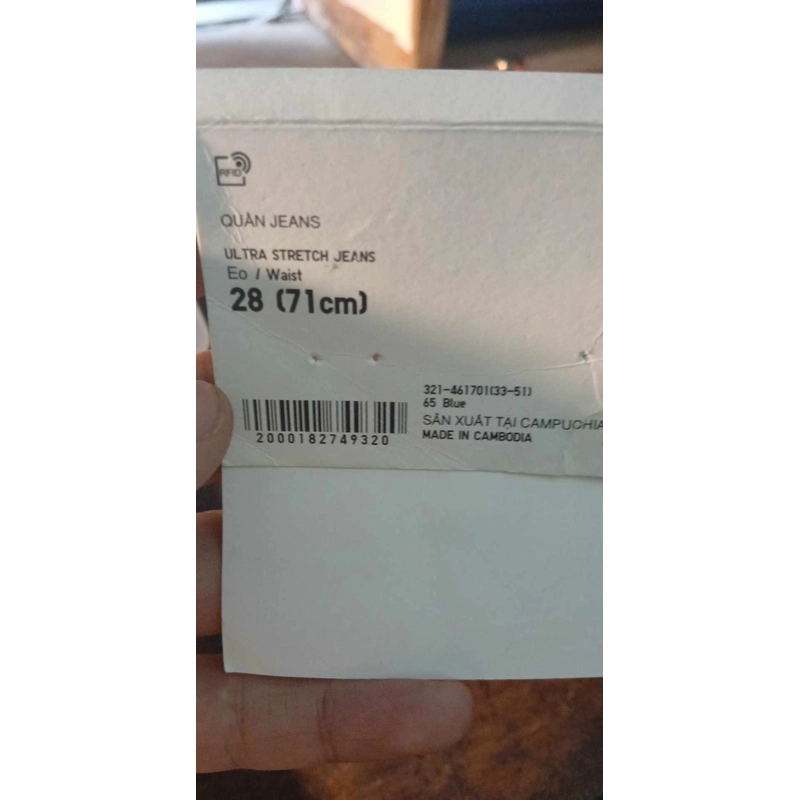 RFID
QUẦN JEANS
ULTRA STRETCH JEANS
Eo / Waist
28 (71cm)
321-461701(33-51)
65 Blue
2000182749320
SẢN XUẤT TẠI CAMPUCHIA
MADE IN CAMBODIA